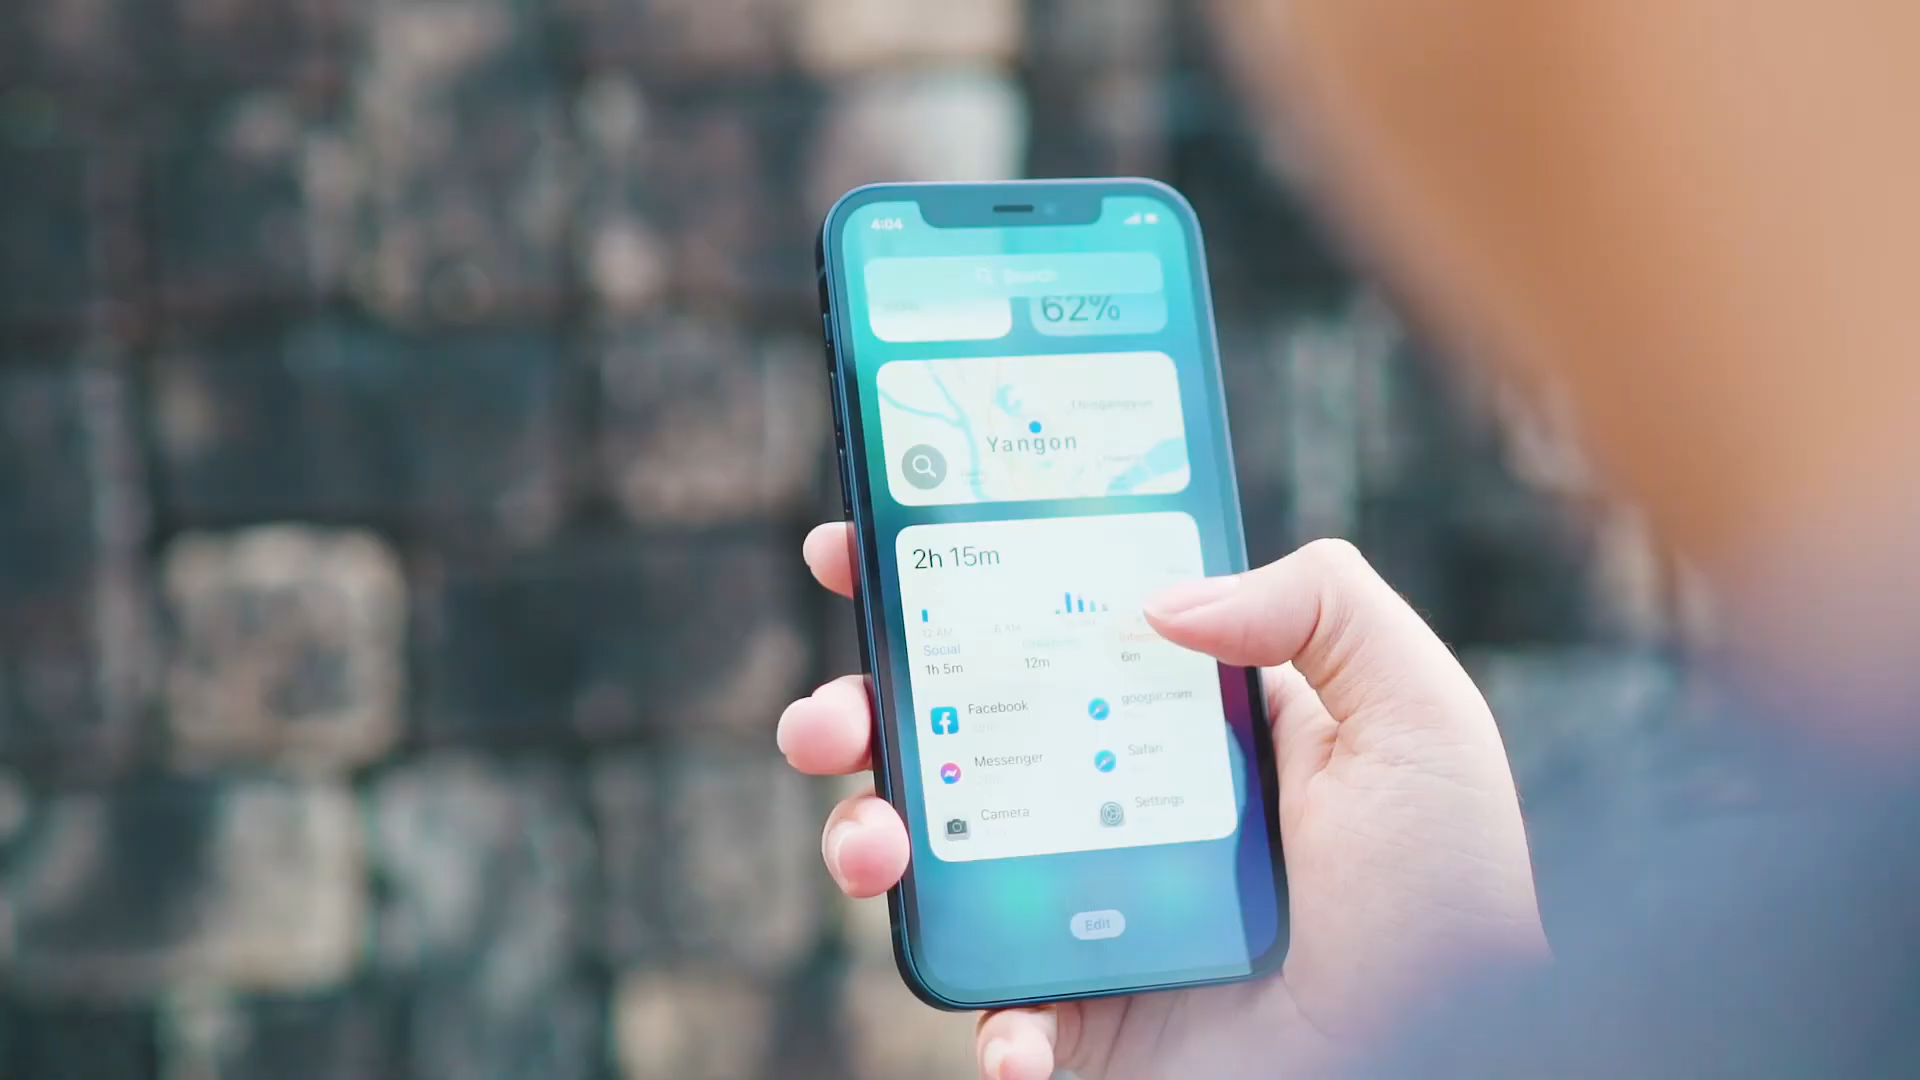 4:04
Search
62%
Yangon
2h 15m
12 AM
6 AM
Social
1h 5m
12m
6m
Facebook
google.com
Messenger
Safari
Camera
Settings
Edit